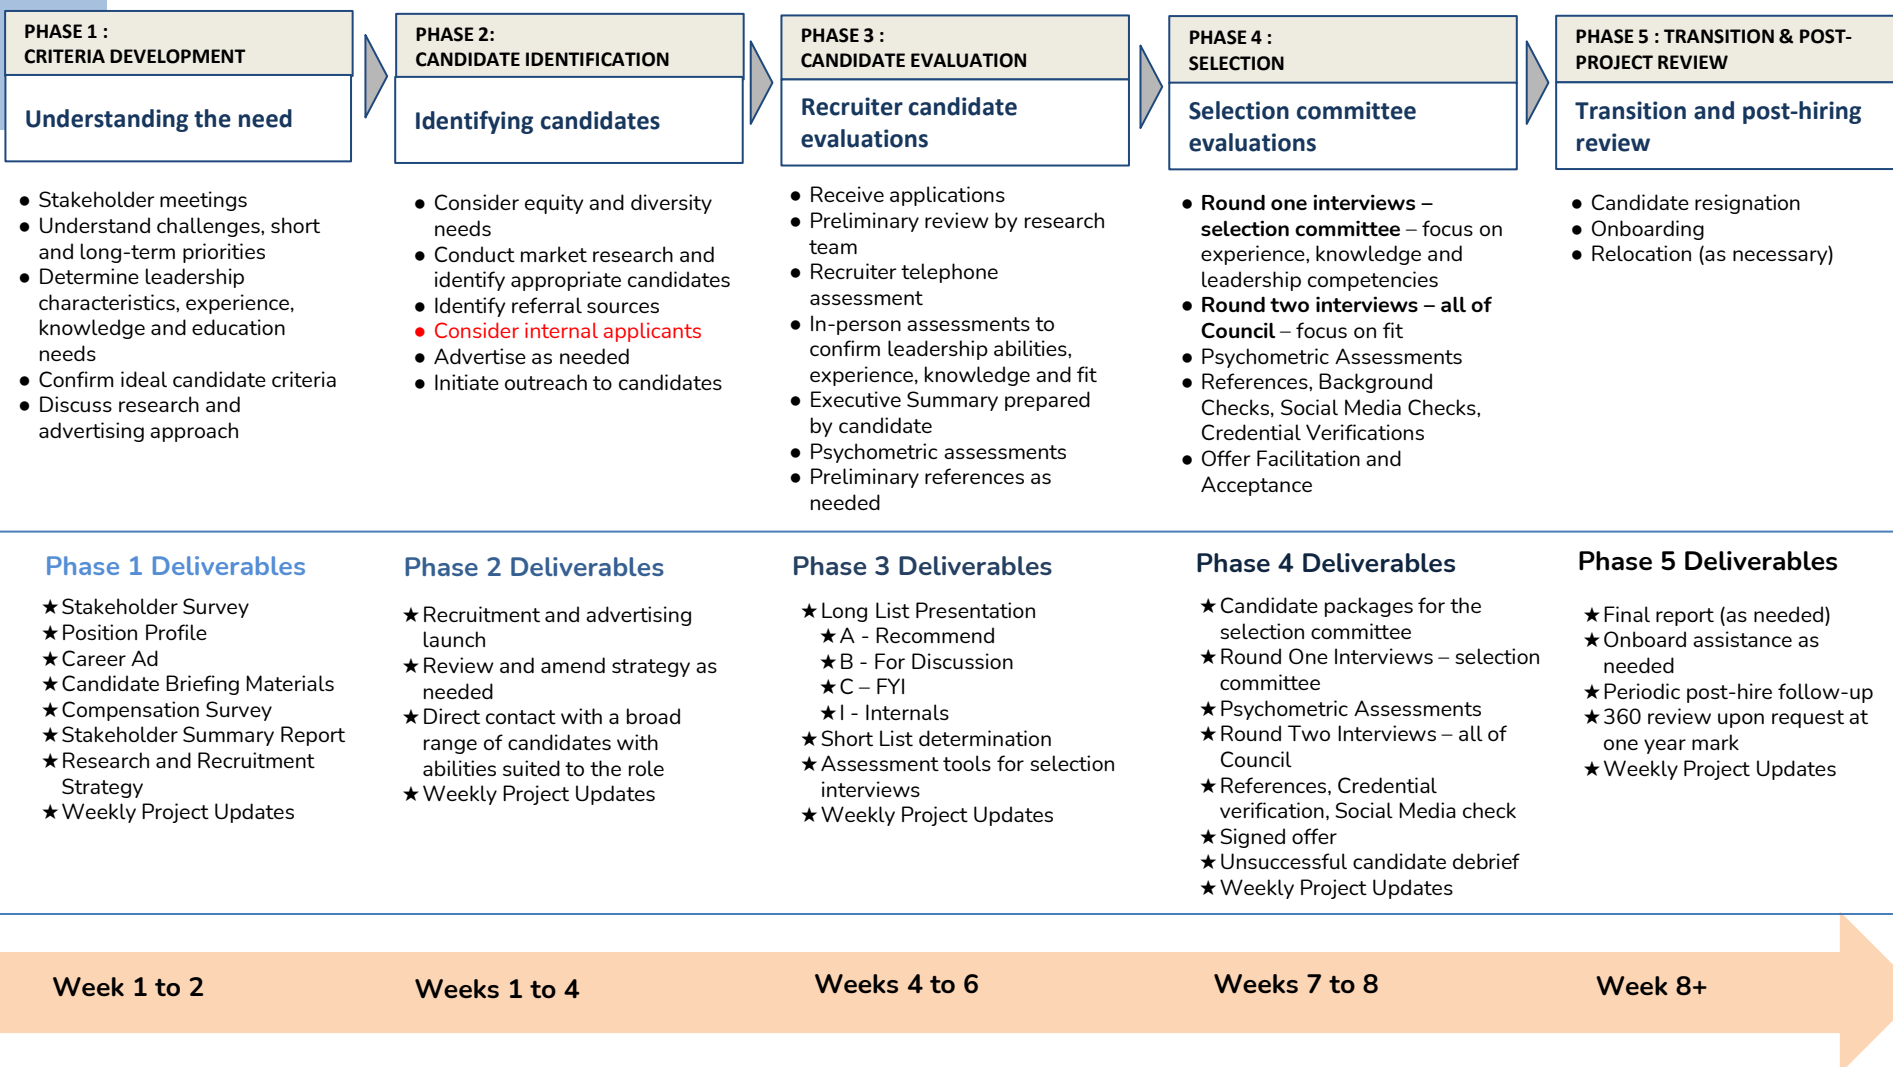 PHASE 1 :
CRITERIA DEVELOPMENT
Understanding the need
● Stakeholder meetings
● Understand challenges, short
and long-term priorities
● Determine leadership
characteristics, experience,
knowledge and education
needs
● Confirm ideal candidate criteria
● Discuss research and
advertising approach
PHASE 2:
CANDIDATE IDENTIFICATION
Identifying candidates
● Consider equity and diversity
needs
● Conduct market research and
identify appropriate candidates
● Identify referral sources
● Consider internal applicants
● Advertise as needed
● Initiate outreach to candidates
PHASE 3 :
CANDIDATE EVALUATION
Recruiter candidate
evaluations
● Receive applications
● Preliminary review by research
team
● Recruiter telephone
assessment
● In-person assessments to
confirm leadership abilities,
experience, knowledge and fit
● Executive Summary prepared
by candidate
● Psychometric assessments
● Preliminary references as
needed
PHASE 4 :
SELECTION
Selection committee
evaluations
● Round one interviews –
selection committee – focus on
experience, knowledge and
leadership competencies
● Round two interviews – all of
Council – focus on fit
● Psychometric Assessments
● References, Background
Checks, Social Media Checks,
Credential Verifications
● Offer Facilitation and
Acceptance
PHASE 5 : TRANSITION & POST-
PROJECT REVIEW
Transition and post-hiring
review
● Candidate resignation
● Onboarding
● Relocation (as necessary)
Phase 1 Deliverables
★Stakeholder Survey
★Position Profile
★Career Ad
★Candidate Briefing Materials
★Compensation Survey
★Stakeholder Summary Report
★Research and Recruitment
Strategy
★Weekly Project Updates
Phase 2 Deliverables
★Recruitment and advertising
launch
★Review and amend strategy as
needed
★Direct contact with a broad
range of candidates with
abilities suited to the role
★Weekly Project Updates
Phase 3 Deliverables
★Long List Presentation
★A - Recommend
★B - For Discussion
★C – FYI
★I - Internals
★Short List determination
★Assessment tools for selection
interviews
★Weekly Project Updates
Phase 4 Deliverables
★Candidate packages for the
selection committee
★Round One Interviews – selection
committee
★Psychometric Assessments
★Round Two Interviews – all of
Council
★References, Credential
verification, Social Media check
★Signed offer
★Unsuccessful candidate debrief
★Weekly Project Updates
Phase 5 Deliverables
★Final report (as needed)
★Onboard assistance as
needed
★Periodic post-hire follow-up
★360 review upon request at
one year mark
★Weekly Project Updates
Week 1 to 2
Weeks 1 to 4
Weeks 4 to 6
Weeks 7 to 8
Week 8+